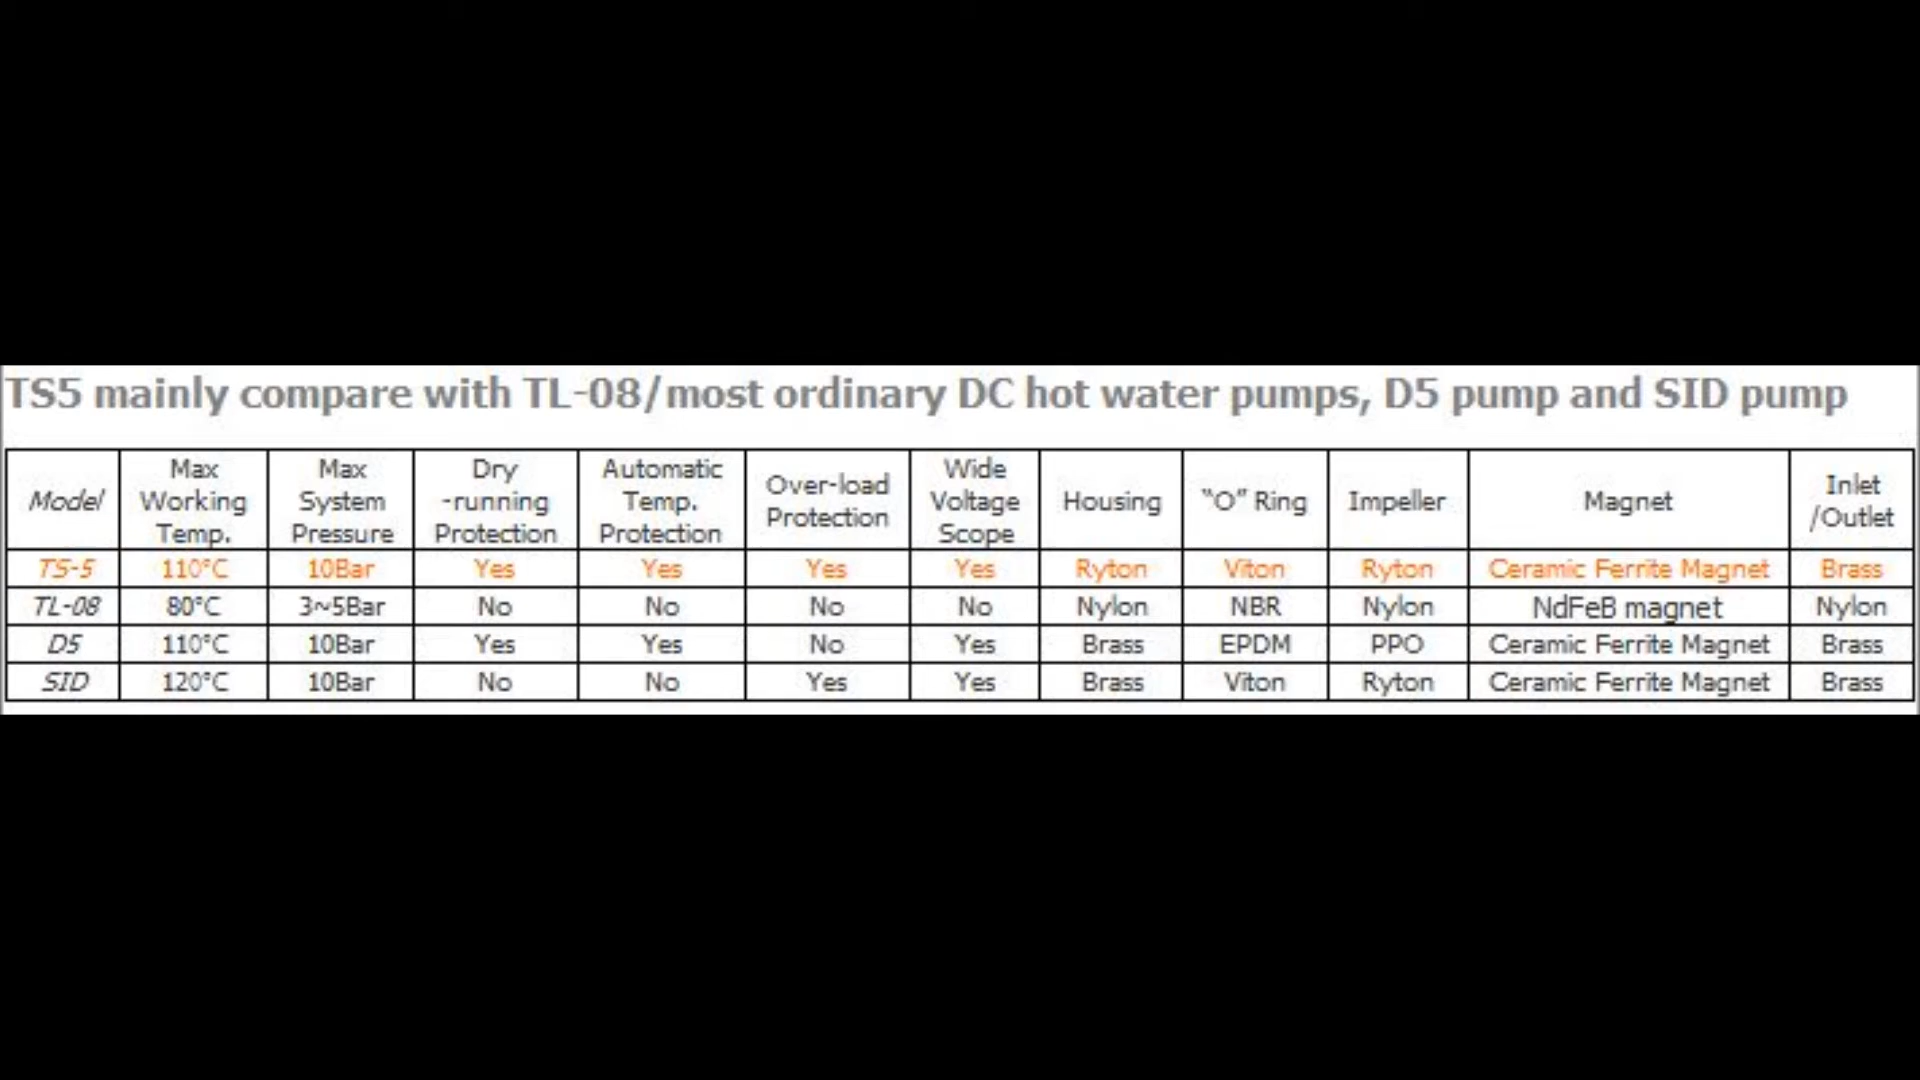 TS5 mainly compare with TL-08/most ordinary DC hot water pumps, D5 pump and SID pump
Model Max Working Temp. Max System Pressure Dry -running Protection Automatic Temp. Protection Over-load Protection Wide Voltage Scope Housing “O” Ring Impeller Magnet Inlet /Outlet
TS-5 110°C 10Bar Yes Yes Yes Yes Ryton Viton Ryton Ceramic Ferrite Magnet Brass
TL-08 80°C 3~5Bar No No No No Nylon NBR Nylon NdFeB magnet Nylon
D5 110°C 10Bar Yes Yes No Yes Brass EPDM PPO Ceramic Ferrite Magnet Brass
SID 120°C 10Bar No No Yes Yes Brass Viton Ryton Ceramic Ferrite Magnet Brass